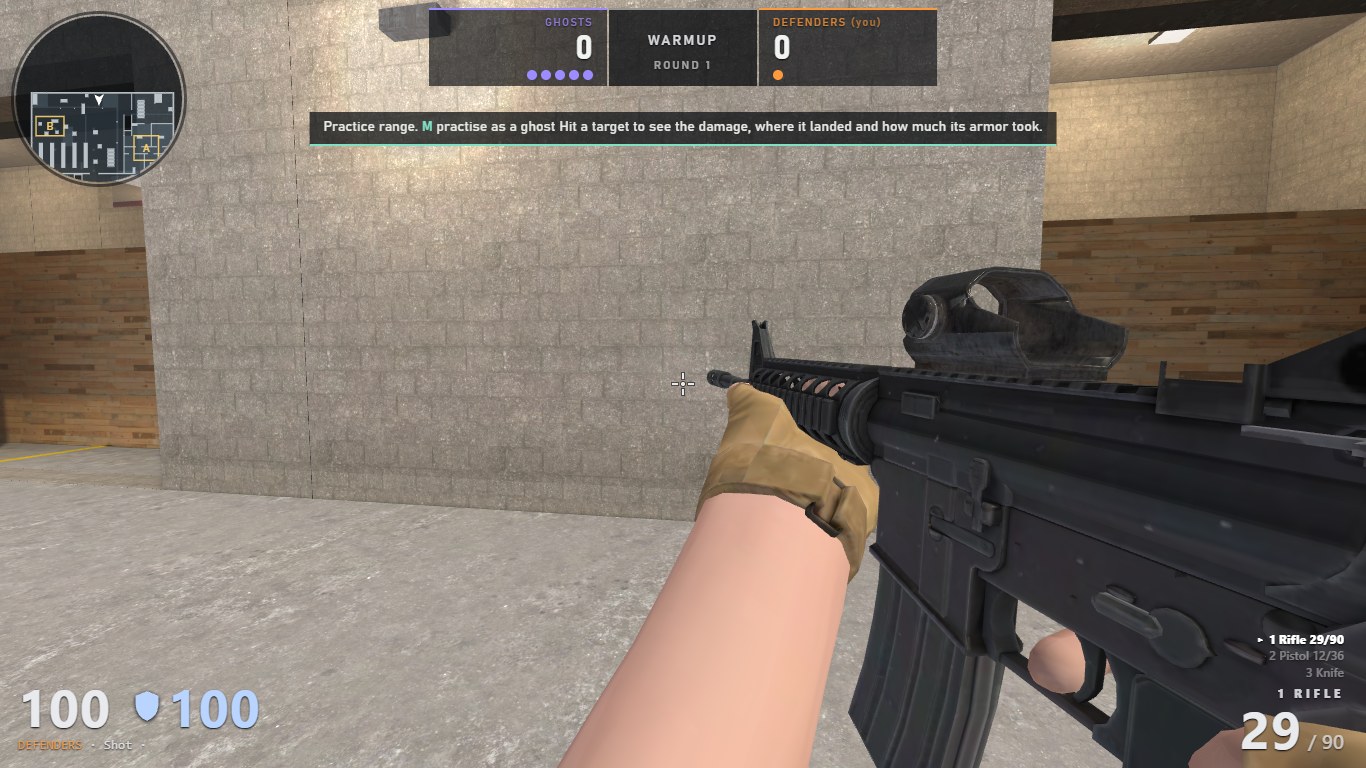 GHOSTS
0
WARMUP
ROUND 1
DEFENDERS (you)
0
Practice range. M practise as a ghost Hit a target to see the damage, where it landed and how much its armor took.
B
A
▸ 1 Rifle 29/90
2 Pistol 12/36
3 Knife
1 RIFLE
29 / 90
100 100
DEFENDERS · Shot ·